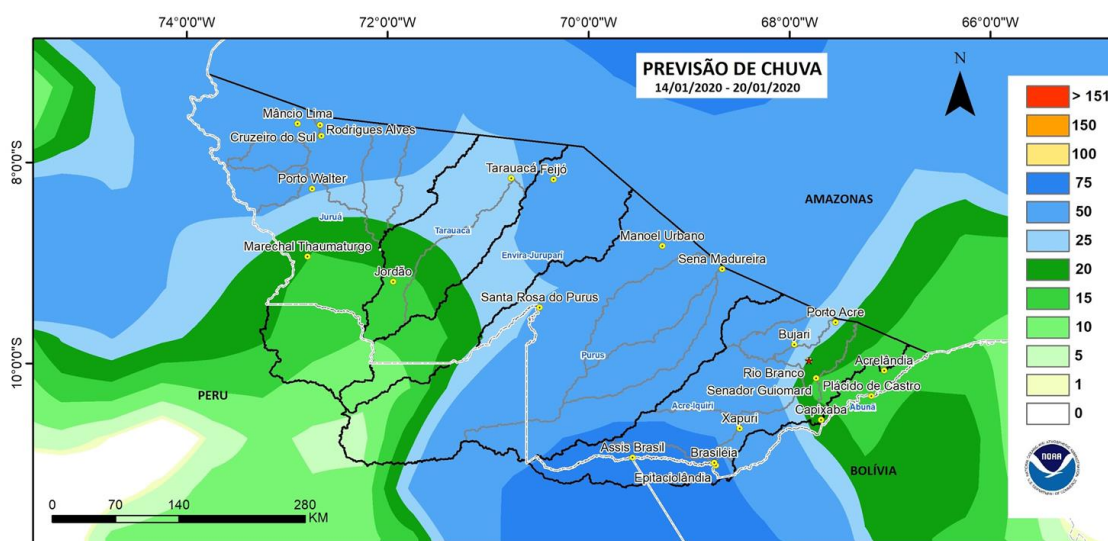 74°0'0"W
72°0'0"W
70°0'0"W
68°0'0"W
66°0'0"W
PREVISÃO DE CHUVA
14/01/2020 - 20/01/2020
N
> 151
150
100
75
50
25
20
15
10
5
1
0
8°0'0"S
10°0'0"S
Mâncio Lima
Rodrigues Alves
Cruzeiro do Sul
Porto Walter
Tarauacá
Feijó
AMAZONAS
Juruá
Tarauacá
Manoel Urbano
Marechal Thaumaturgo
Envira-Jurupari
Sena Madureira
Jordão
Santa Rosa do Purus
Porto Acre
Bujari
Purus
Acrelândia
Rio Branco
PERU
Senador Guiomard
Plácido de Castro
Acre-Iquiri
Capixaba
Abunã
Xapuri
Assis Brasil
Brasiléia
BOLÍVIA
Epitaciolândia
0
70
140
280
KM
NOAA